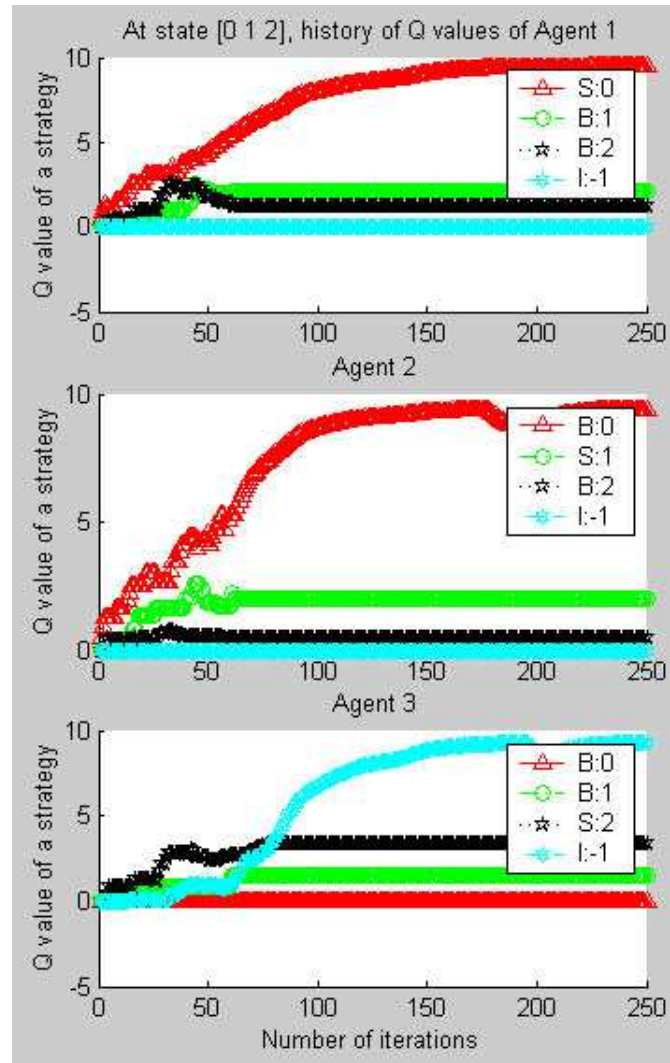 At state [0 1 2], history of Q values of Agent 1
10
5
0
-5
Q value of a strategy
S:0
B:1
B:2
I:-1
0 50 100 150 200 250
Agent 2
10
5
0
Q value of a strategy
B:0
S:1
B:2
I:-1
0 50 100 150 200 250
Agent 3
10
5
0
-5
Q value of a strategy
B:0
B:1
S:2
I:-1
0 50 100 150 200 250
Number of iterations